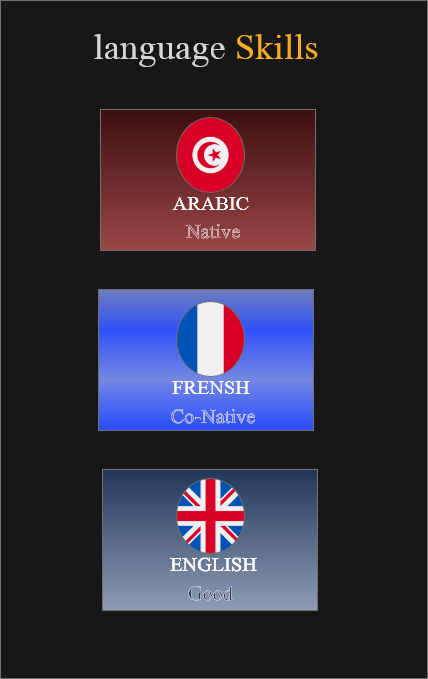 language Skills
ARABIC
Native
FRENSH
Co-Native
ENGLISH
Good